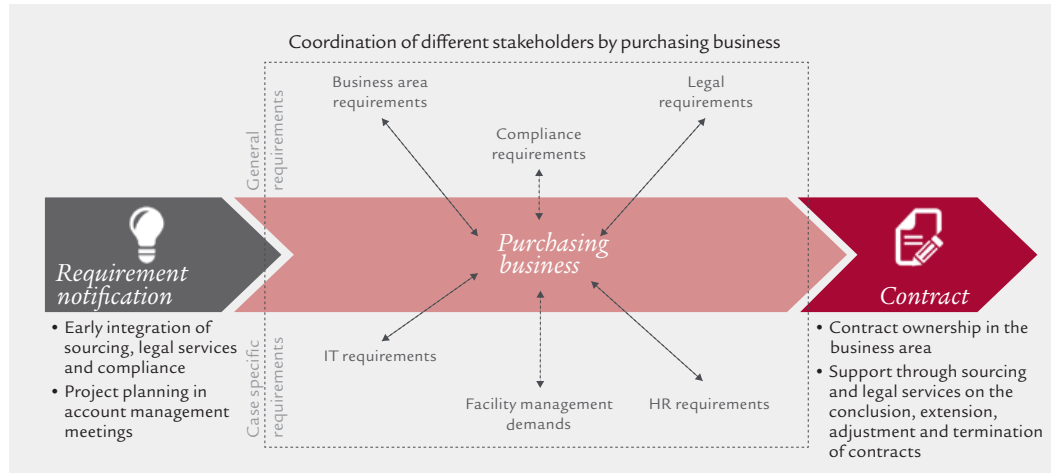 Coordination of different stakeholders by purchasing business
General
requirements
Business area
requirements
Legal
requirements
Compliance
requirements
Requirement
notification
Purchasing
business
Contract
• Early integration of
sourcing, legal services
and compliance
• Project planning in
account management
meetings
Case specific
requirements
IT requirements
Facility management
demands
HR requirements
• Contract ownership in the
business area
• Support through sourcing
and legal services on the
conclusion, extension,
adjustment and termination
of contracts